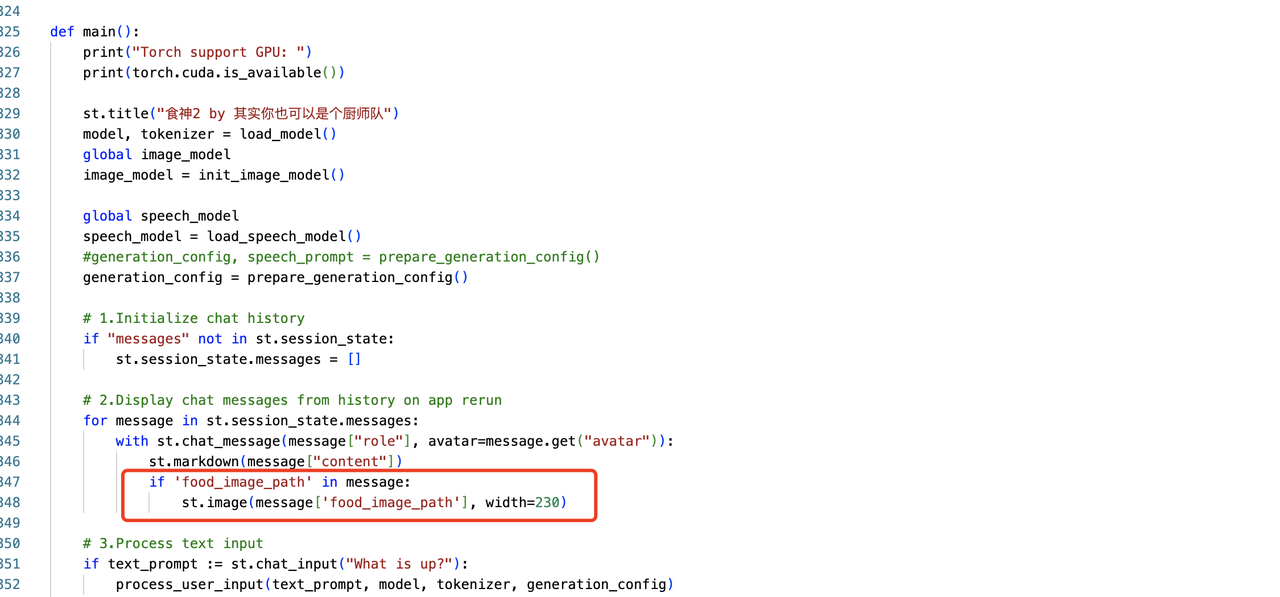 324
325 def main():
326     print("Torch support GPU: ")
327     print(torch.cuda.is_available())
328
329     st.title("食神2 by 其实你也可以是个厨师队")
330     model, tokenizer = load_model()
331     global image_model
332     image_model = init_image_model()
333
334     global speech_model
335     speech_model = load_speech_model()
336     #generation_config, speech_prompt = prepare_generation_config()
337     generation_config = prepare_generation_config()
338
339     # 1.Initialize chat history
340     if "messages" not in st.session_state:
341         st.session_state.messages = []
342
343     # 2.Display chat messages from history on app rerun
344     for message in st.session_state.messages:
345         with st.chat_message(message["role"], avatar=message.get("avatar")):
346             st.markdown(message["content"])
347             if 'food_image_path' in message:
348                 st.image(message['food_image_path'], width=230)
349
350     # 3.Process text input
351     if text_prompt := st.chat_input("What is up?"):
352         process_user_input(text_prompt, model, tokenizer, generation_config)